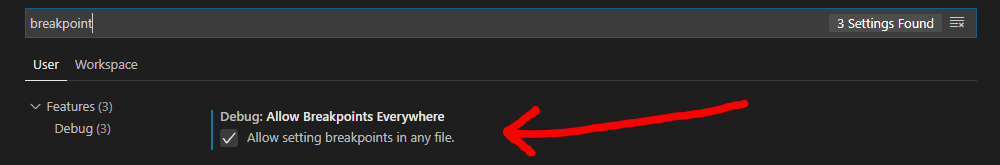 breakpoint
3 Settings Found
User
Workspace
Features (3)
Debug (3)
Debug: Allow Breakpoints Everywhere
Allow setting breakpoints in any file.